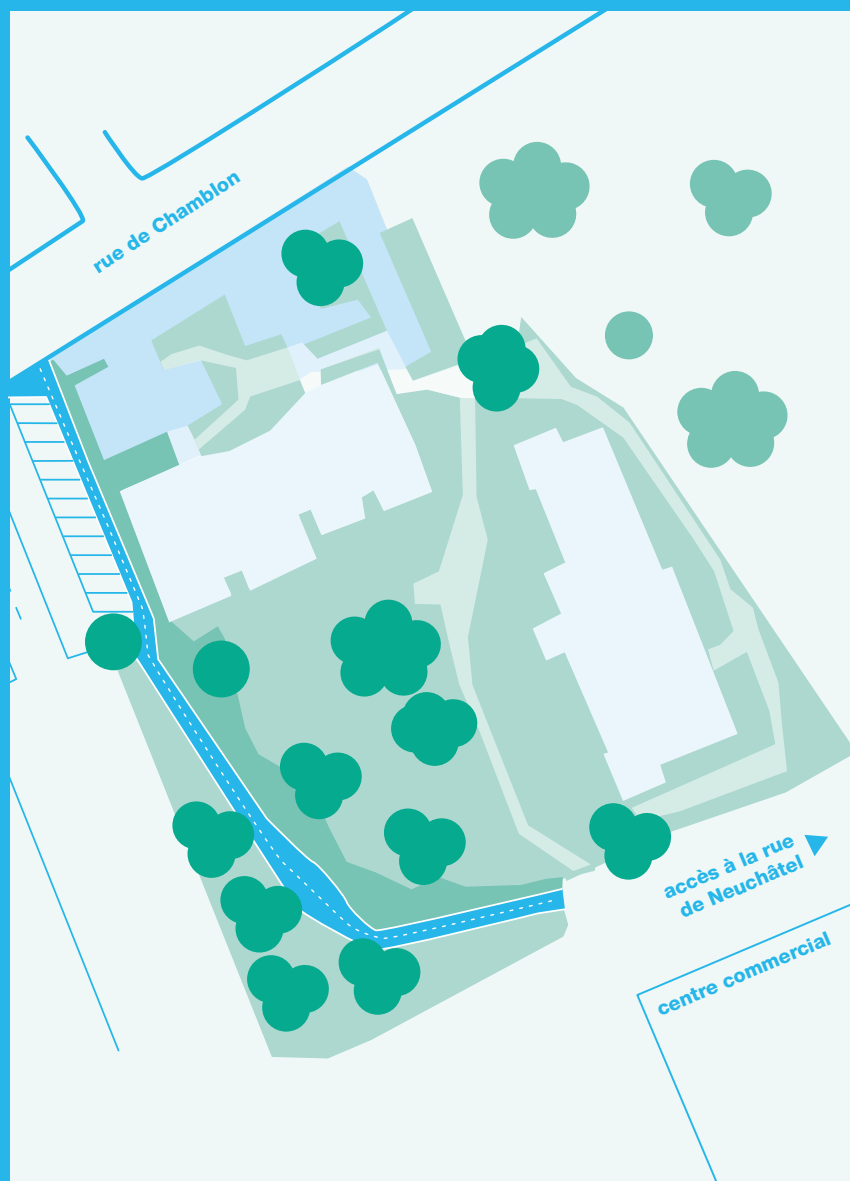 rue de Chamblon
accès à la rue
de Neuchâtel
centre commercial